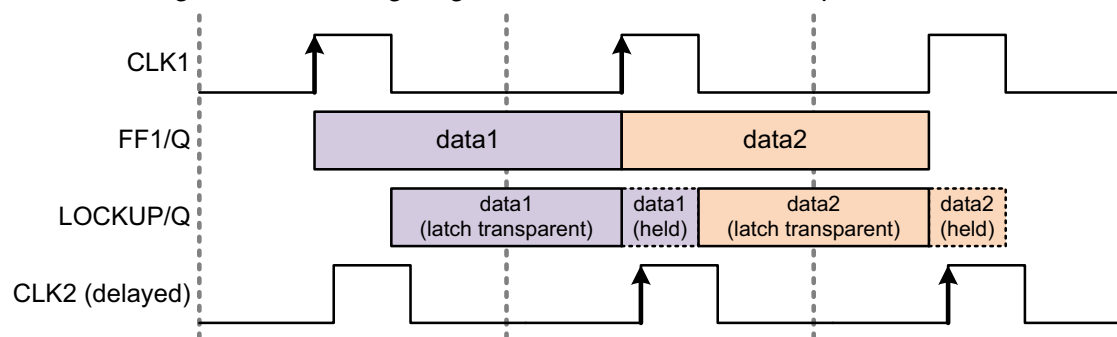 CLK1
FF1/Q
data1
data2
LOCKUP/Q
data1
(latch transparent)
data1
(held)
data2
(latch transparent)
data2
(held)
CLK2 (delayed)